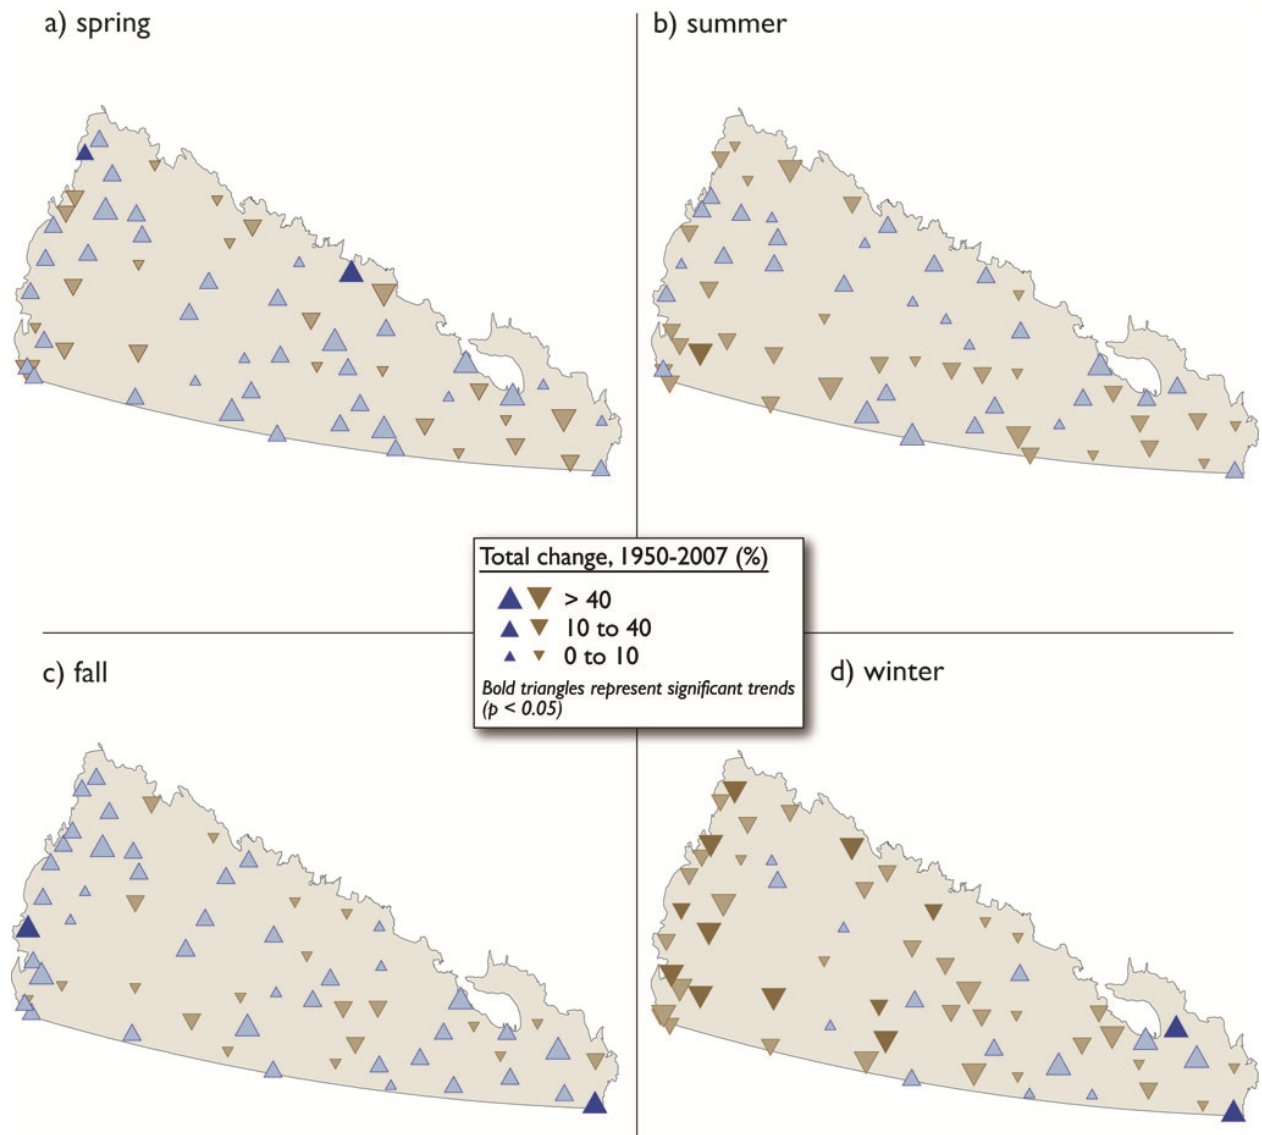 a) spring
b) summer
Total change, 1950-2007 (%)
> 40
10 to 40
0 to 10
Bold triangles represent significant trends
(p < 0.05)
c) fall
d) winter